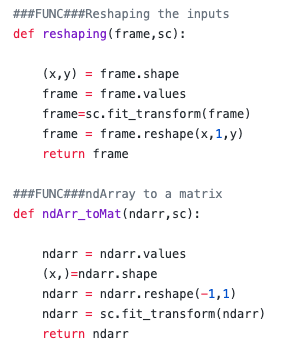 ###FUNC###Reshaping the inputs
def reshaping(frame,sc):
    (x,y) = frame.shape
    frame = frame.values
    frame=sc.fit_transform(frame)
    frame = frame.reshape(x,1,y)
    return frame
###FUNC###ndArray to a matrix
def ndArr_toMat(ndarr,sc):
    ndarr = ndarr.values
    (x,)=ndarr.shape
    ndarr = ndarr.reshape(-1,1)
    ndarr = sc.fit_transform(ndarr)
    return ndarr